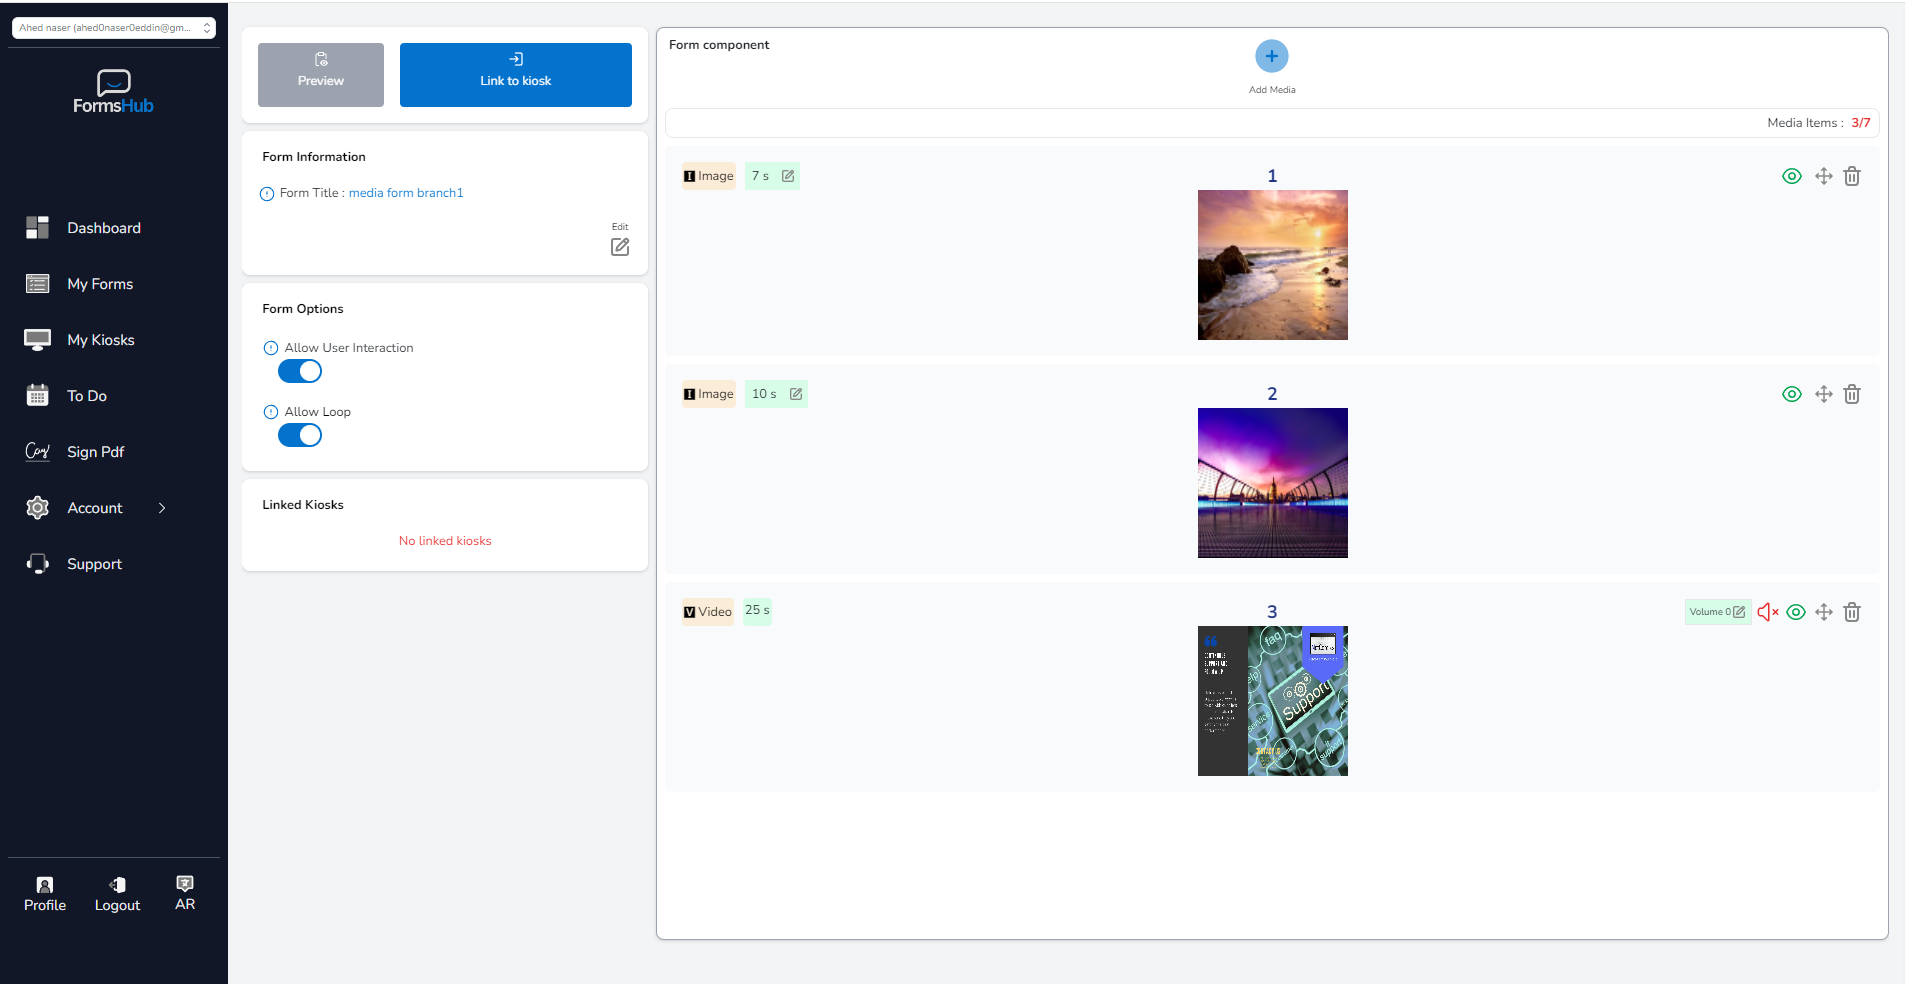 Ahed naser (ahed0naser0eddin@gm...
FormsHub
Dashboard
My Forms
My Kiosks
To Do
Sign Pdf
Account
Support
Profile
Logout
AR
Preview
Link to kiosk
Form Information
Form Title : media form branch1
Edit
Form Options
Allow User Interaction
Allow Loop
Linked Kiosks
No linked kiosks
Form component
Add Media
Media Items : 3/7
I Image 7 s
1
I Image 10 s
2
V Video 25 s
3
Volume 0
faq
Support
support